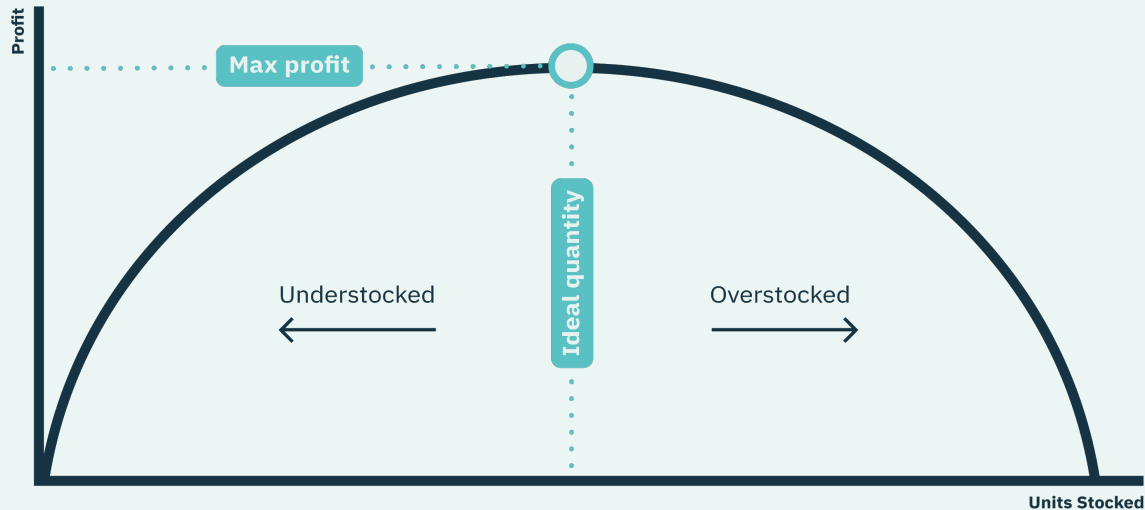 Profit
Max profit
Ideal quantity
Understocked
Overstocked
Units Stocked